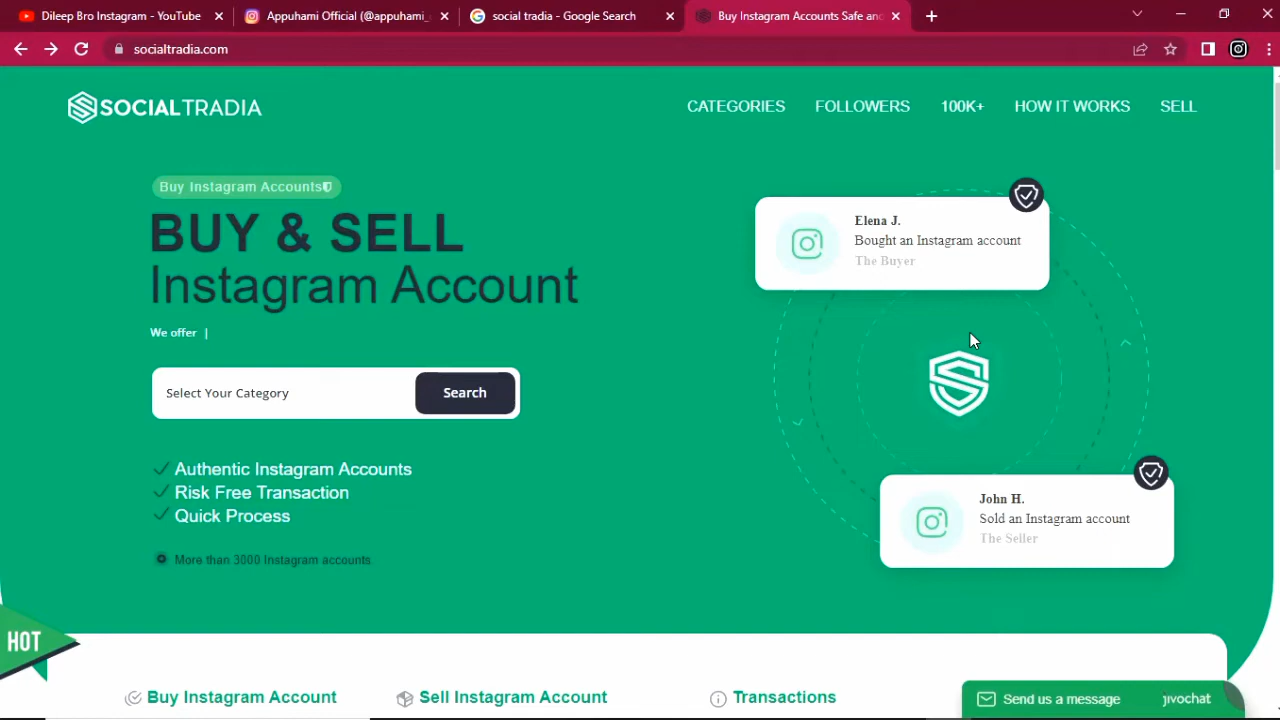 Dileep Bro Instagram - YouTube
Appuhami Official (@appuhami_
social tradia - Google Search
Buy Instagram Accounts Safe and
socialtradia.com
SOCIALTRADIA
CATEGORIES
FOLLOWERS
100K+
HOW IT WORKS
SELL
Buy Instagram Accounts
BUY & SELL
Instagram Account
We offer |
Select Your Category
Search
Authentic Instagram Accounts
Risk Free Transaction
Quick Process
More than 3000 Instagram accounts
Elena J.
Bought an Instagram account
The Buyer
John H.
Sold an Instagram account
The Seller
HOT
Buy Instagram Account
Sell Instagram Account
Transactions
Send us a message
jivochat